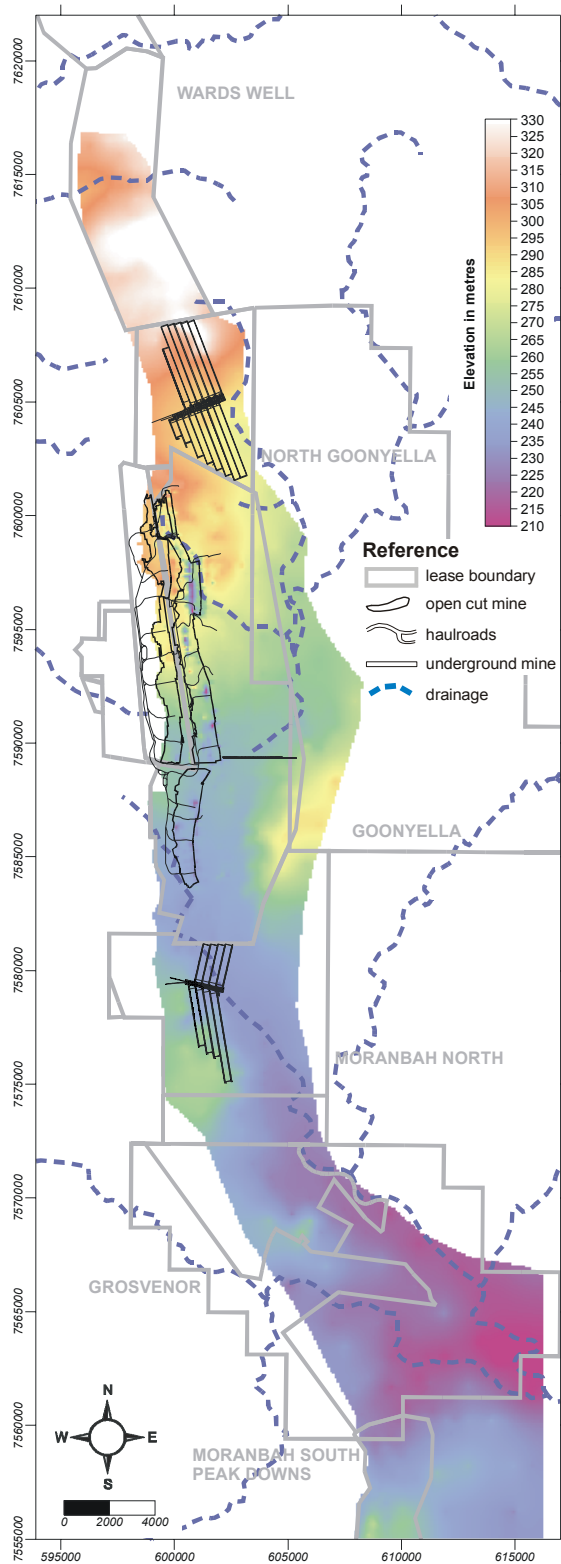 7620000
7615000
7610000
7605000
7600000
7595000
7590000
7585000
7580000
7575000
7570000
7565000
7560000
7555000
WARDS WELL
Elevation in metres
330
320
315
310
305
300
295
290
285
270
265
260
255
250
245
240
235
230
225
220
215
210
NORTH GOONYELLA
Reference
lease boundary
open cut mine
haulroads
underground mine
drainage
GOONYELLA
MORANBAH NORTH
GROSVENOR
MORANBAH SOUTH
PEAK DOWNS
N
W E
S
0 2000 4000
595000 600000 605000 610000 615000